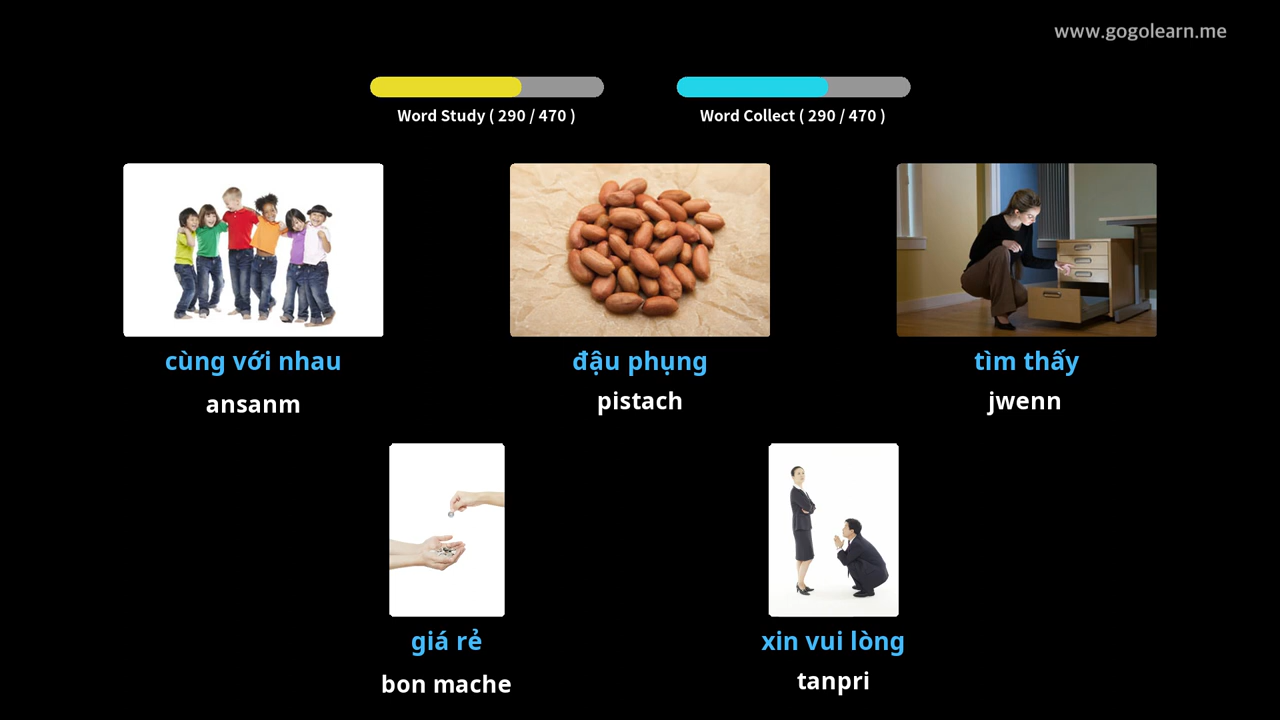 www.gogolearn.me
Word Study ( 290 / 470 )
Word Collect ( 290 / 470 )
cùng với nhau
ansanm
đậu phụng
pistach
tìm thấy
jwenn
giá rẻ
bon mache
xin vui lòng
tanpri